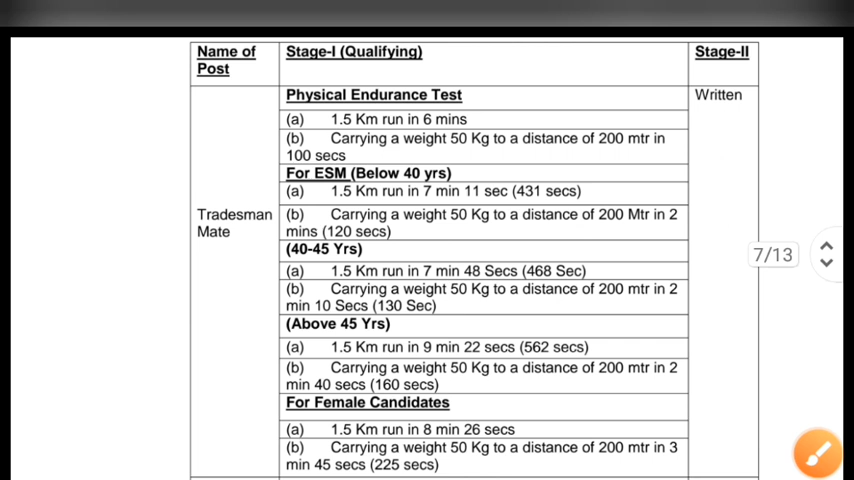 Name of Post
Stage-I (Qualifying)
Stage-II
Physical Endurance Test
Written
(a) 1.5 Km run in 6 mins
(b) Carrying a weight 50 Kg to a distance of 200 mtr in
100 secs
For ESM (Below 40 yrs)
(a) 1.5 Km run in 7 min 11 sec (431 secs)
Tradesman
Mate
(b) Carrying a weight 50 Kg to a distance of 200 Mtr in 2
mins (120 secs)
(40-45 Yrs)
(a) 1.5 Km run in 7 min 48 Secs (468 Sec)
(b) Carrying a weight 50 Kg to a distance of 200 mtr in 2
min 10 Secs (130 Sec)
(Above 45 Yrs)
(a) 1.5 Km run in 9 min 22 secs (562 secs)
(b) Carrying a weight 50 Kg to a distance of 200 mtr in 2
min 40 secs (160 secs)
For Female Candidates
(a) 1.5 Km run in 8 min 26 secs
(b) Carrying a weight 50 Kg to a distance of 200 mtr in 3
min 45 secs (225 secs)
7/13